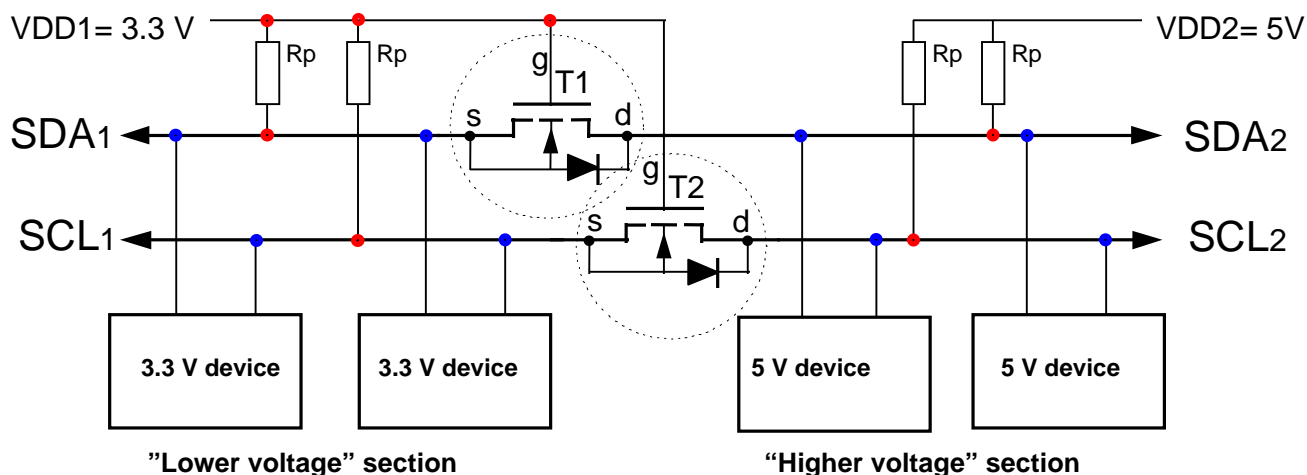 VDD1= 3.3 V
Rp
Rp
g
T1
s
d
Rp
Rp
VDD2= 5V
SDA1
SDA2
g
T2
s
d
SCL1
SCL2
3.3 V device
3.3 V device
5 V device
5 V device
”Lower voltage” section
“Higher voltage” section